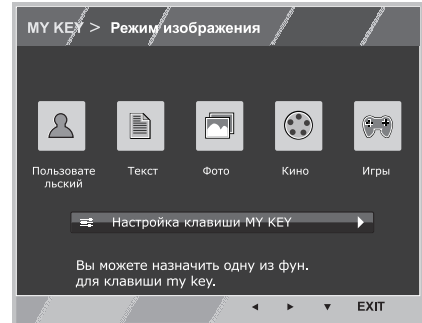 MY KEY > Режим изображения
Пользовате
льский
Текст
Фото
Кино
Игры
Настройка клавиши MY KEY
Вы можете назначить одну из фун.
для клавиши my key.
EXIT